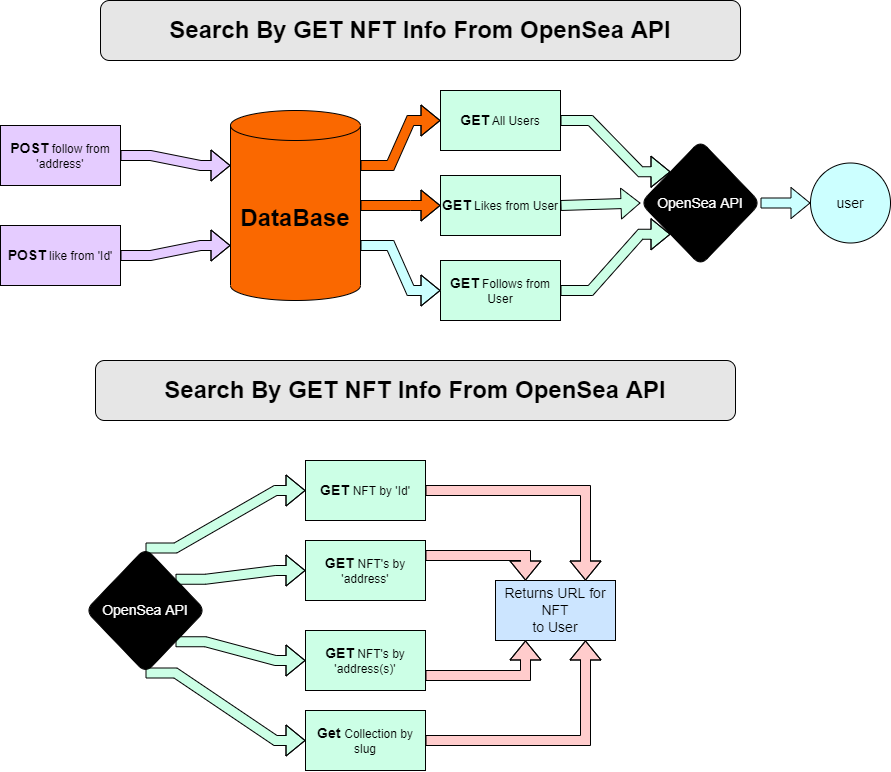 Search By GET NFT Info From OpenSea API
POST follow from
'address'
POST like from 'Id'
DataBase
GET All Users
GET Likes from User
GET Follows from
User
OpenSea API
user
Search By GET NFT Info From OpenSea API
OpenSea API
GET NFT by 'Id'
GET NFT's by
'address'
GET NFT's by
'address(s)'
Get Collection by
slug
Returns URL for
NFT
to User